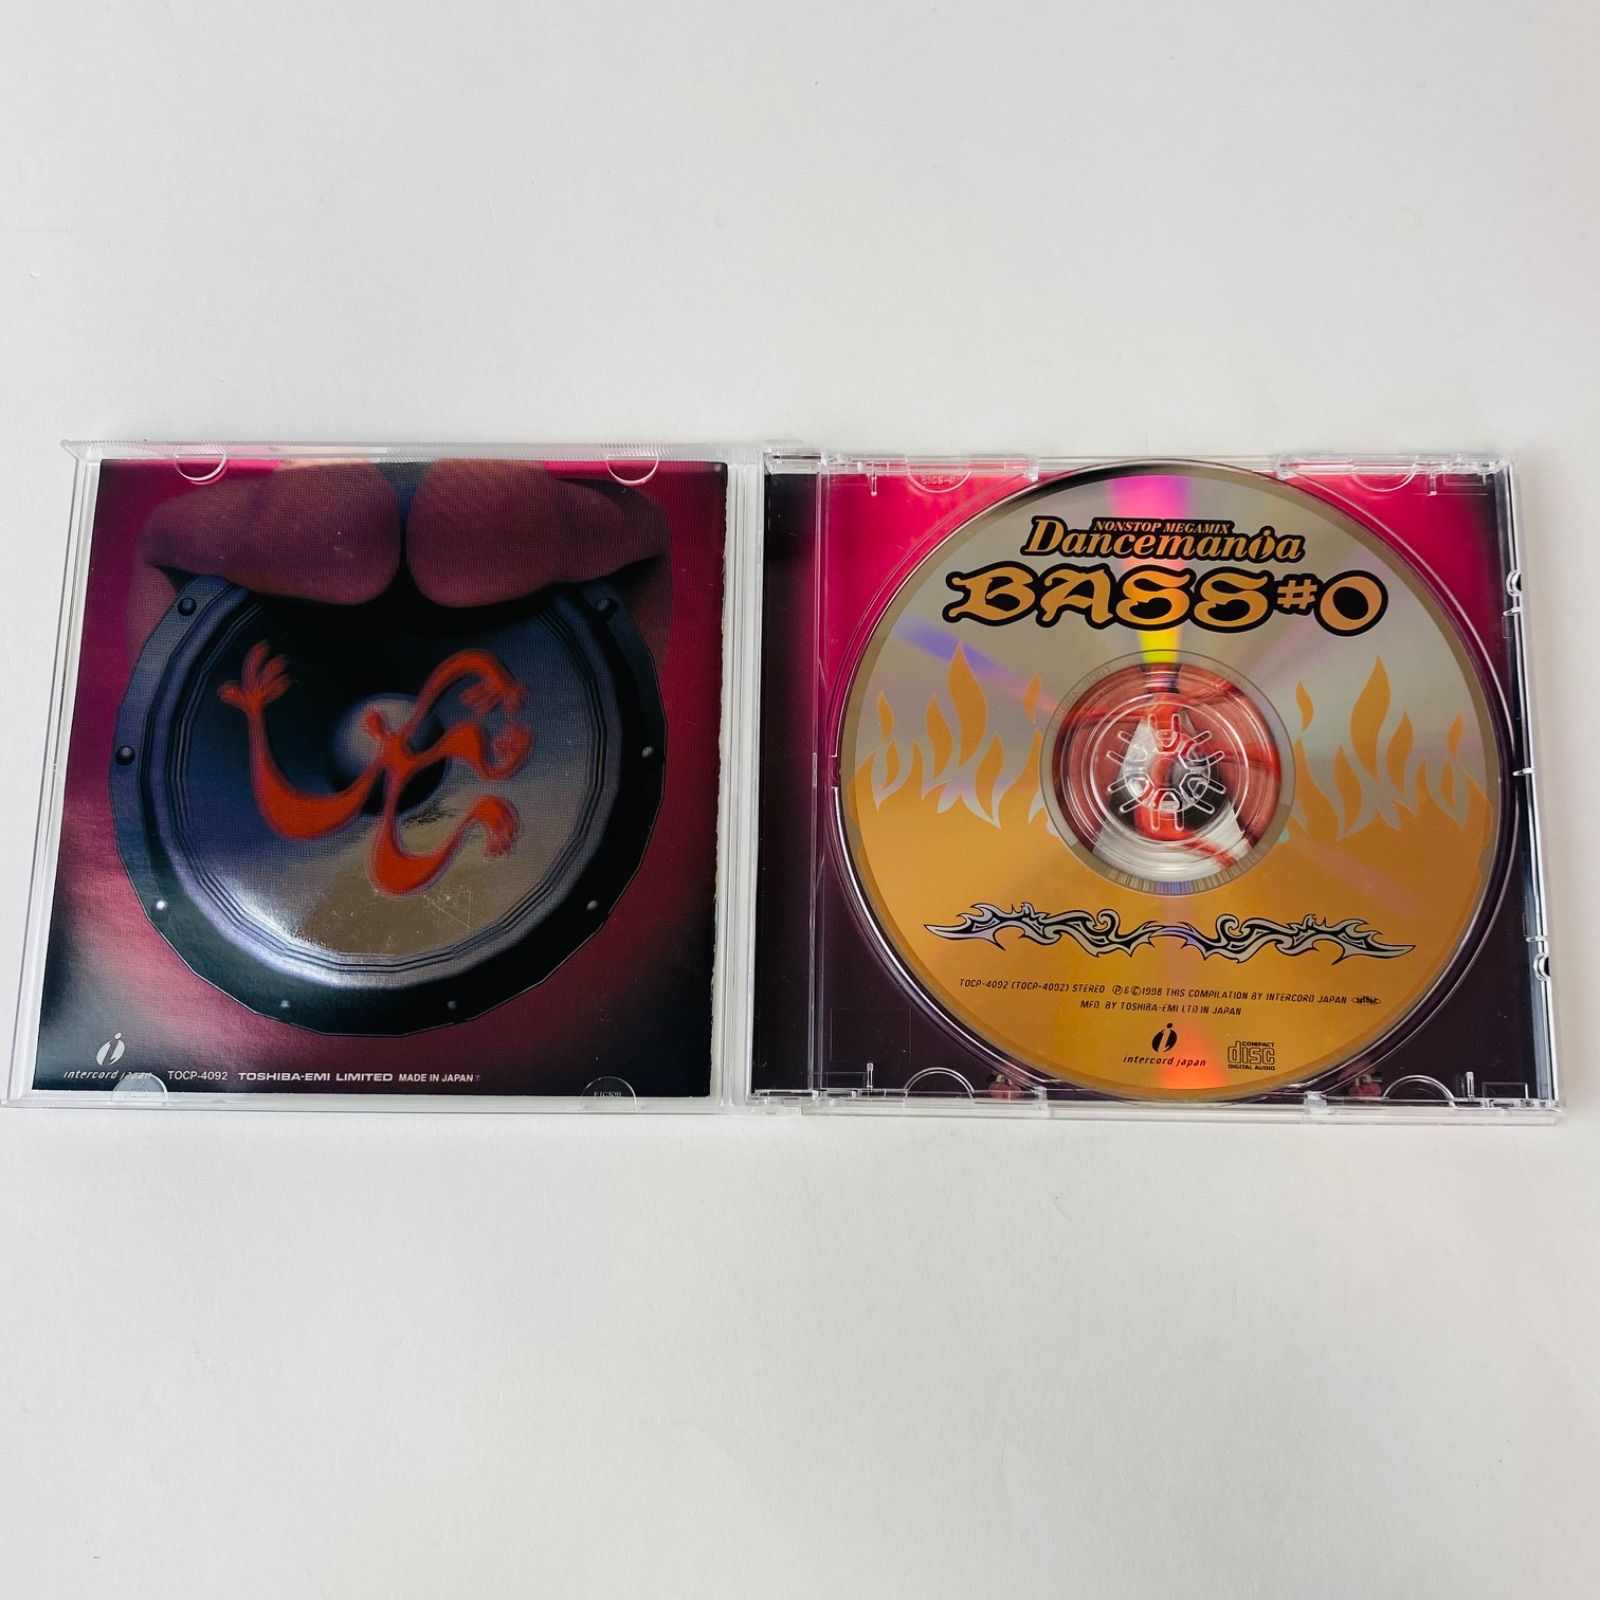 intercord japan
TOCP-4092 TOSHIBA-EMI LIMITED MADE IN JAPAN
NONSTOP MEGAMIX
Dancemania
BASS#0
TOCP-4092 (TOCP-4092) STEREO Ⓟ&Ⓒ1998 THIS COMPILATION BY INTERCORD JAPAN
MFD. BY TOSHIBA-EMI LTD IN JAPAN
intercord japan
COMPACT
disc
DIGITAL AUDIO